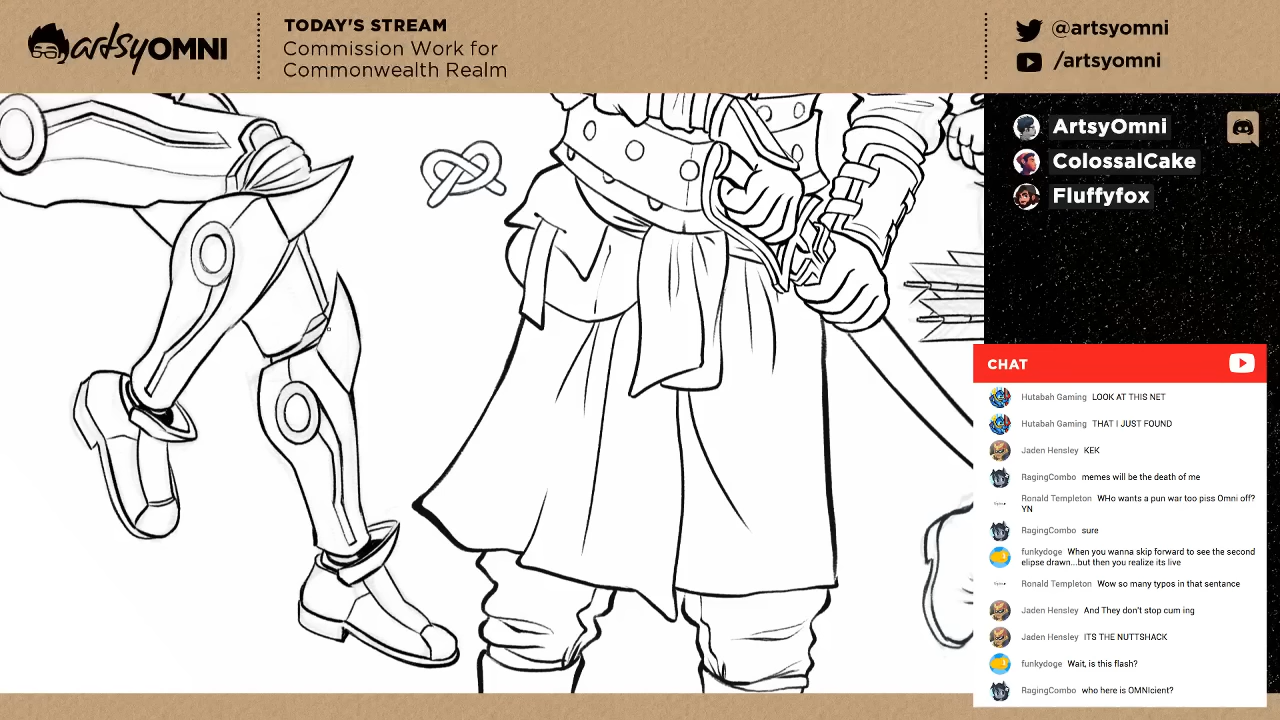 artsyOMNI
TODAY'S STREAM
Commission Work for
Commonwealth Realm
@artsyomni
/artsyomni
ArtsyOmni
ColossalCake
Fluffyfox
CHAT
Hutabah Gaming LOOK AT THIS NET
Hutabah Gaming THAT I JUST FOUND
Jaden Hensley KEK
RagingCombo memes will be the death of me
Ronald Templeton WHo wants a pun war too piss Omni off?
YN
RagingCombo sure
funkydoge When you wanna skip forward to see the second
elipse drawn...but then you realize its live
Ronald Templeton Wow so many typos in that sentance
Jaden Hensley And They don't stop cum ing
Jaden Hensley ITS THE NUTTSHACK
funkydoge Wait, is this flash?
RagingCombo who here is OMNIcient?